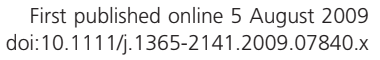 First published online 5 August 2009
doi:10.1111/j.1365-2141.2009.07840.x